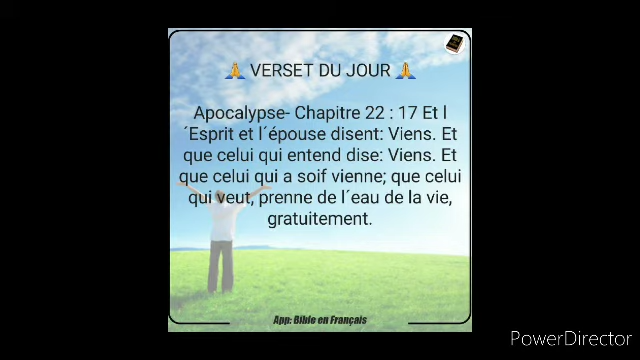 🙏 VERSET DU JOUR 🙏
Apocalypse- Chapitre 22 : 17 Et l
´Esprit et l´épouse disent: Viens. Et
que celui qui entend dise: Viens. Et
que celui qui a soif vienne; que celui
qui veut, prenne de l´eau de la vie,
gratuitement.
App: Bible en Français
PowerDirector